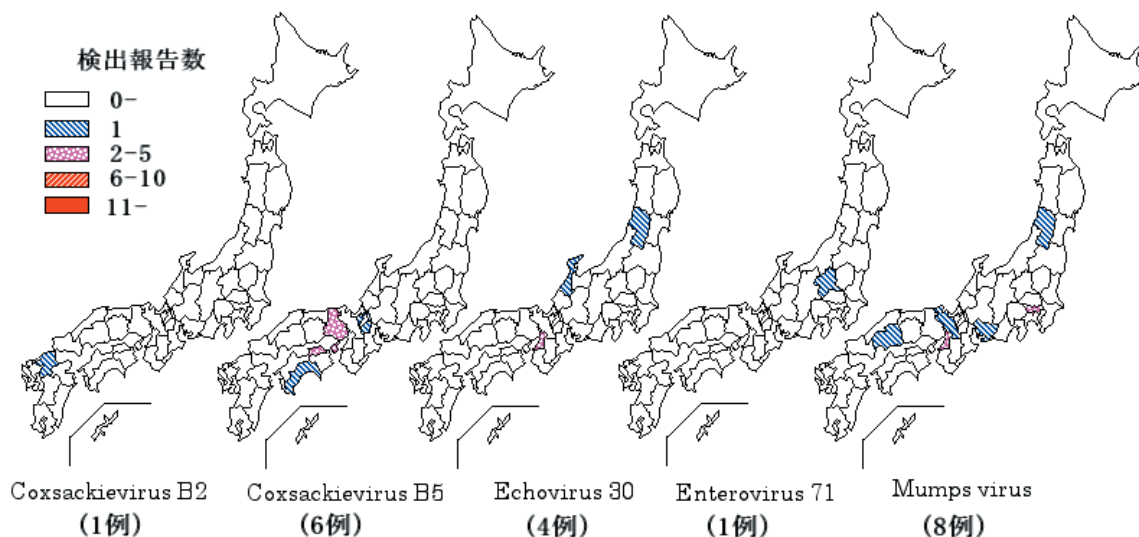 検出報告数
0-
1
2-5
6-10
11-
Coxsackievirus B2
(1例)
Coxsackievirus B5
(6例)
Echovirus 30
(4例)
Enterovirus 71
(1例)
Mumps virus
(8例)